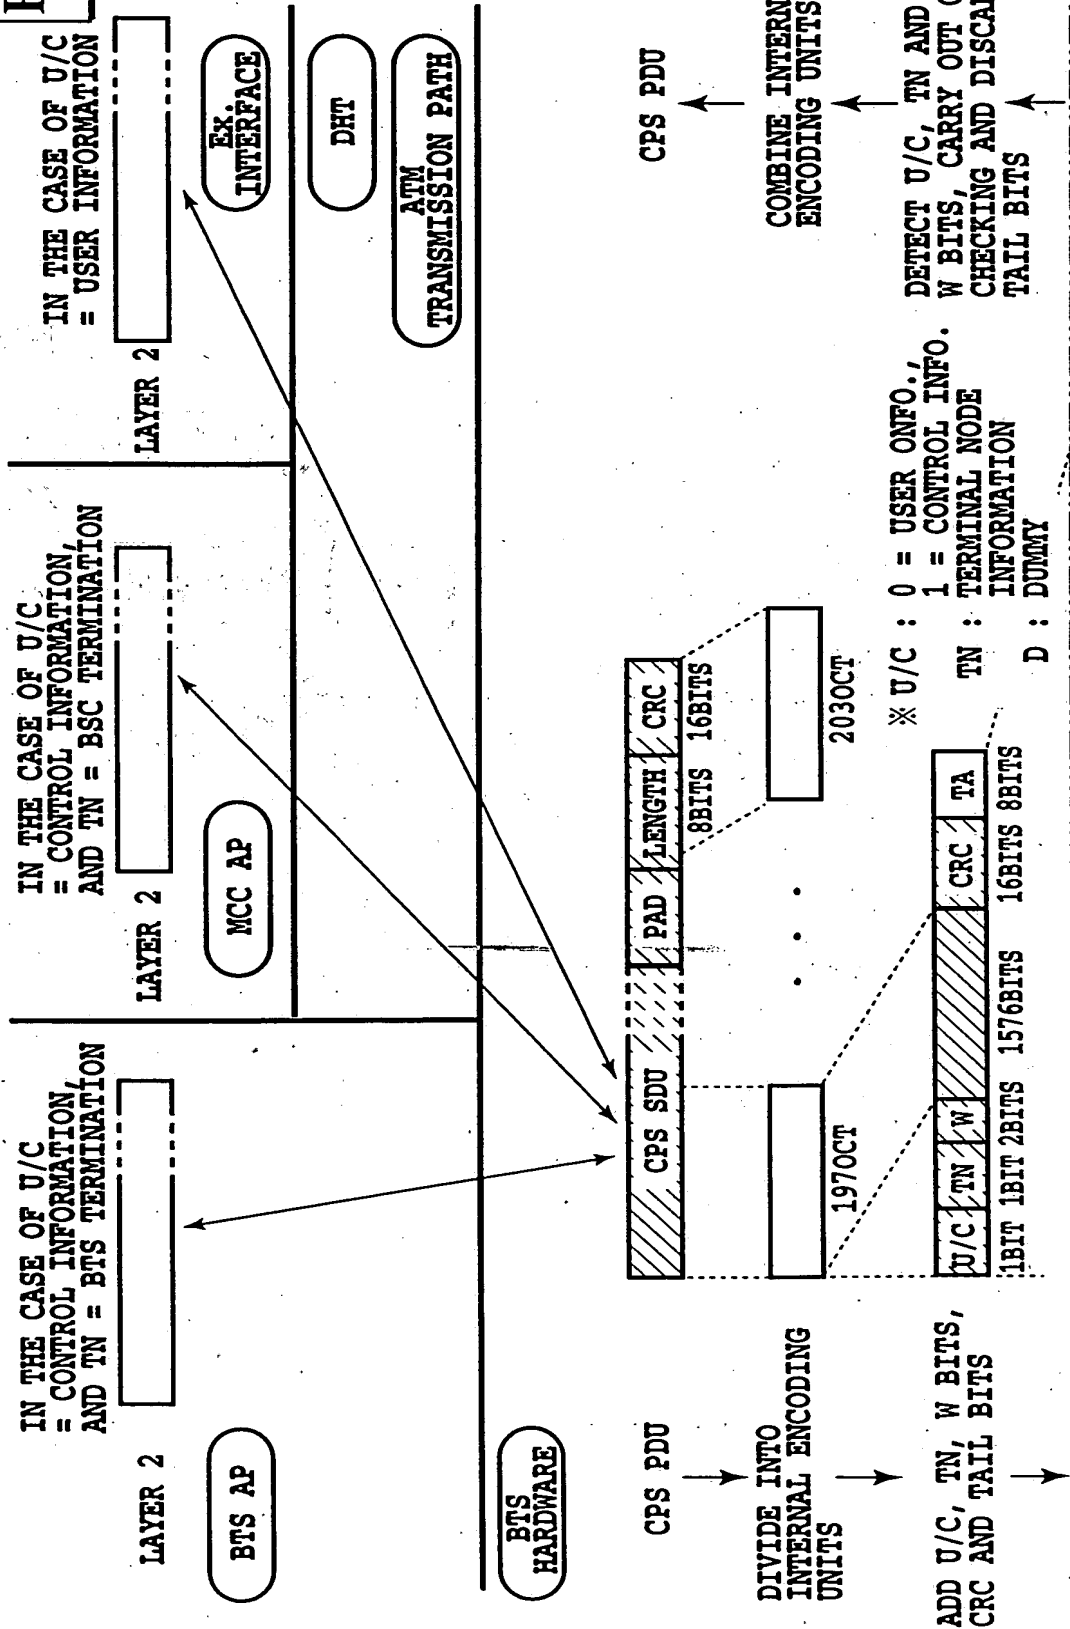 IN THE CASE OF U/C
= CONTROL INFORMATION,
AND TN = BTS TERMINATION
LAYER 2
BTS AP
IN THE CASE OF U/C
= CONTROL INFORMATION,
AND TN = BSC TERMINATION
LAYER 2
MCC AP
IN THE CASE OF U/C
= USER INFORMATION
LAYER 2
Ex.
INTERFACE
DHT
ATM
TRANSMISSION PATH
BTS
HARDWARE
CPS PDU
CPS SDU
PAD
LENGTH
CRC
8BITS
16BITS
CPS PDU
DIVIDE INTO
INTERNAL ENCODING
UNITS
197OCT
203OCT
COMBINE INTERN
ENCODING UNITS
ADD U/C, TN, W BITS,
CRC AND TAIL BITS
U/C
TN
W
CRC
TA
1BIT
1BIT
2BITS
1576BITS
16BITS
8BITS
※ U/C : 0 = USER ONFO.,
1 = CONTROL INFO.
TN : TERMINAL NODE
INFORMATION
D : DUMMY
DETECT U/C, TN AND
W BITS, CARRY OUT
CHECKING AND DISCA
TAIL BITS